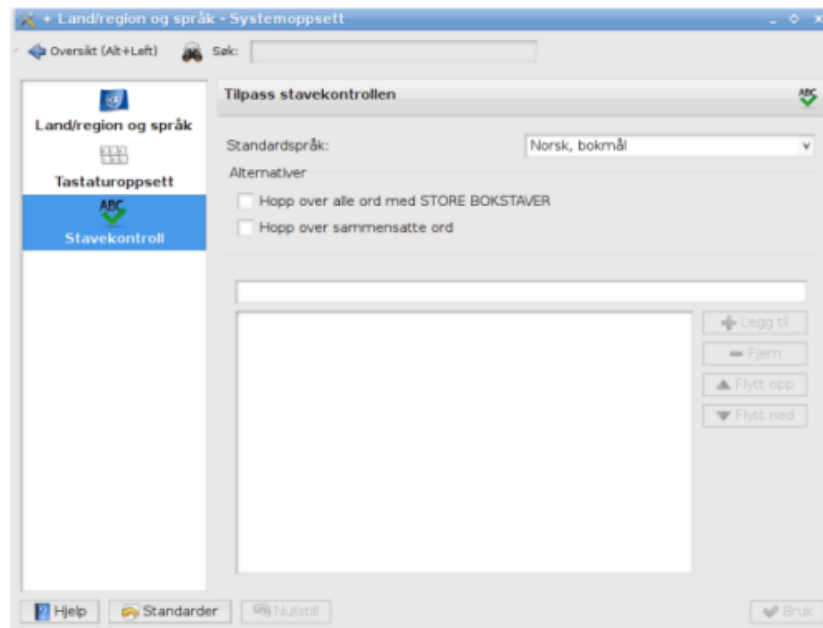 + Land/region og språk - Systemoppsett
Oversikt (Alt+Left) Søk:
Land/region og språk
Tastaturoppsett
ABC
Stavekontroll
Tilpass stavekontrollen
ABC
Standardspråk: Norsk, bokmål
Alternativer
Hopp over alle ord med STORE BOKSTAVER
Hopp over sammensatte ord
Legg til
Fjern
Flytt opp
Flytt ned
Hjelp Standarder Nullstill Bruk